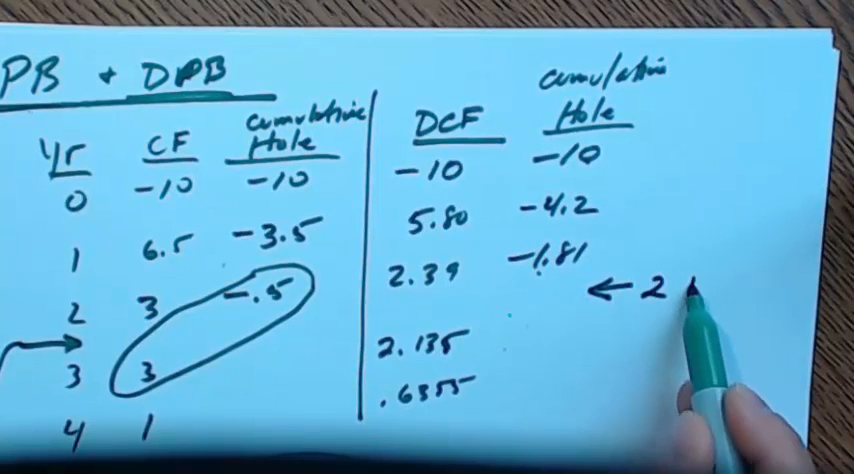 PB + DPB
Yr CF cumulative Hole DCF cumulative Hole
0 -10 -10 -10 -10
1 6.5 -3.5 5.80 -4.2
2 3 -.5 2.39 -1.81
← 2
3 3 2.135
4 1 .6355